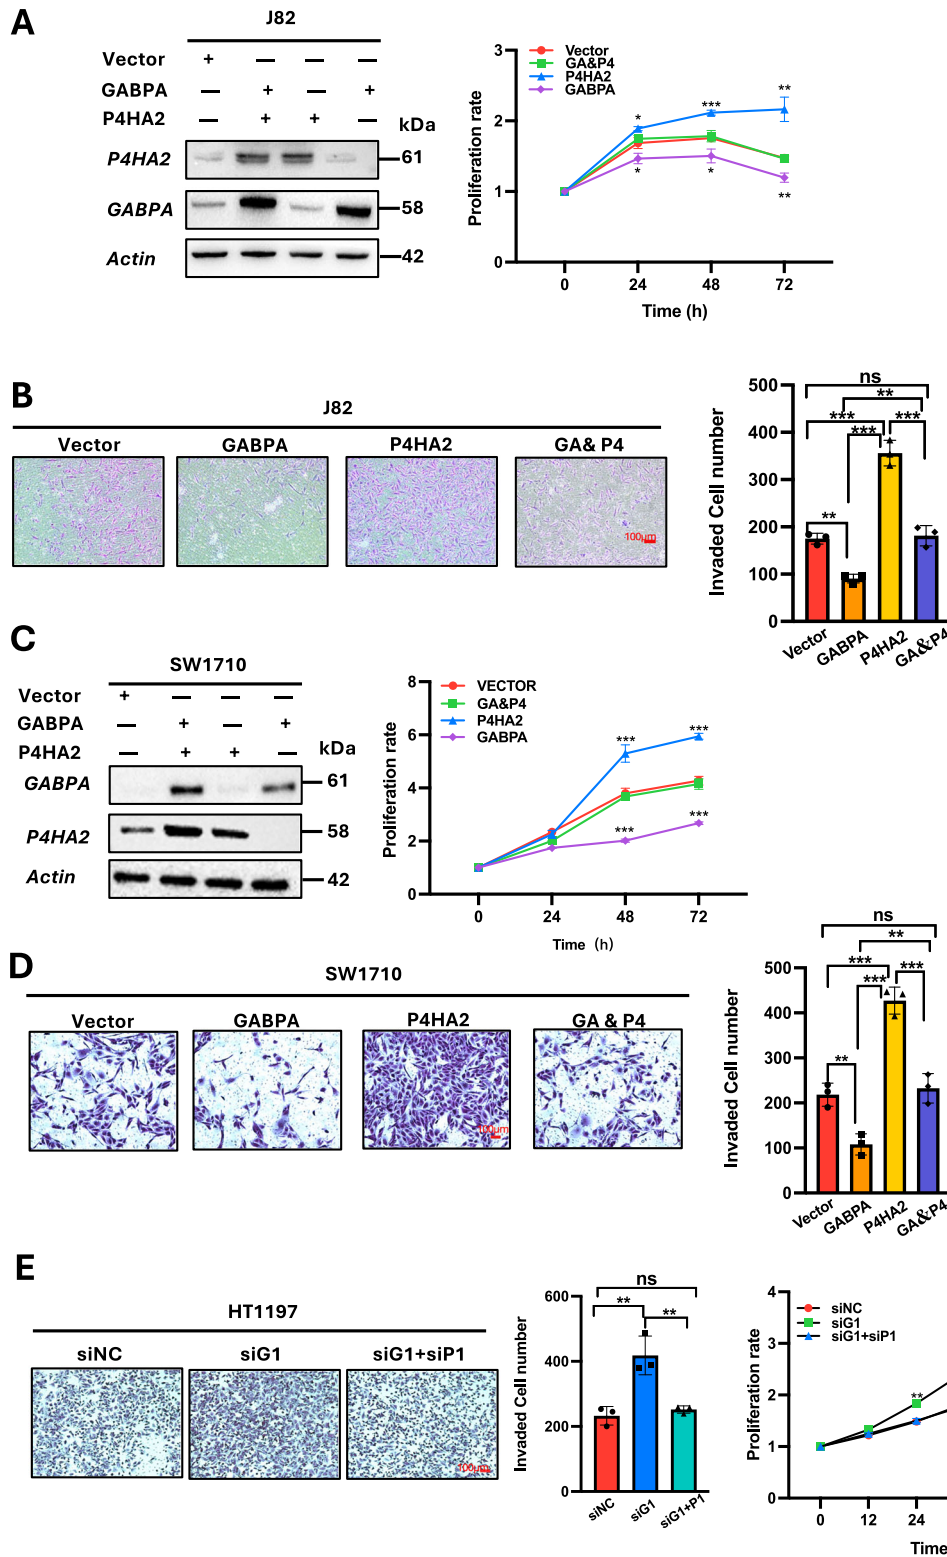 A
J82
Vector + — — —
GABPA — + — +
P4HA2 — + + —
kDa
P4HA2 61
GABPA 58
Actin 42
Proliferation rate
3
2
1
0
Vector
GA&P4
P4HA2
GABPA
* *** **
* * **
0 24 48 72
Time (h)
B
J82
Vector GABPA P4HA2 GA& P4
100μm
Invaded Cell number
500
400
300
200
100
0
ns
**
*** ***
***
**
Vector GABPA P4HA2 GA&P4
C
SW1710
Vector + — — —
GABPA — + — +
P4HA2 — + + —
kDa
GABPA 61
P4HA2 58
Actin 42
Proliferation rate
8
6
4
2
0
VECTOR
GA&P4
P4HA2
GABPA
*** ***
*** ***
0 24 48 72
Time (h)
D
SW1710
Vector GABPA P4HA2 GA & P4
100μm
Invaded Cell number
500
400
300
200
100
0
ns
**
*** ***
***
**
Vector GABPA P4HA2 GA&P4
E
HT1197
siNC siG1 siG1+siP1
100μm
Invaded Cell number
600
400
200
0
ns
** **
siNC siG1 siG1+P1
Proliferation rate
4
3
2
1
0
siNC
siG1
siG1+siP1
**
0 12 24
Time